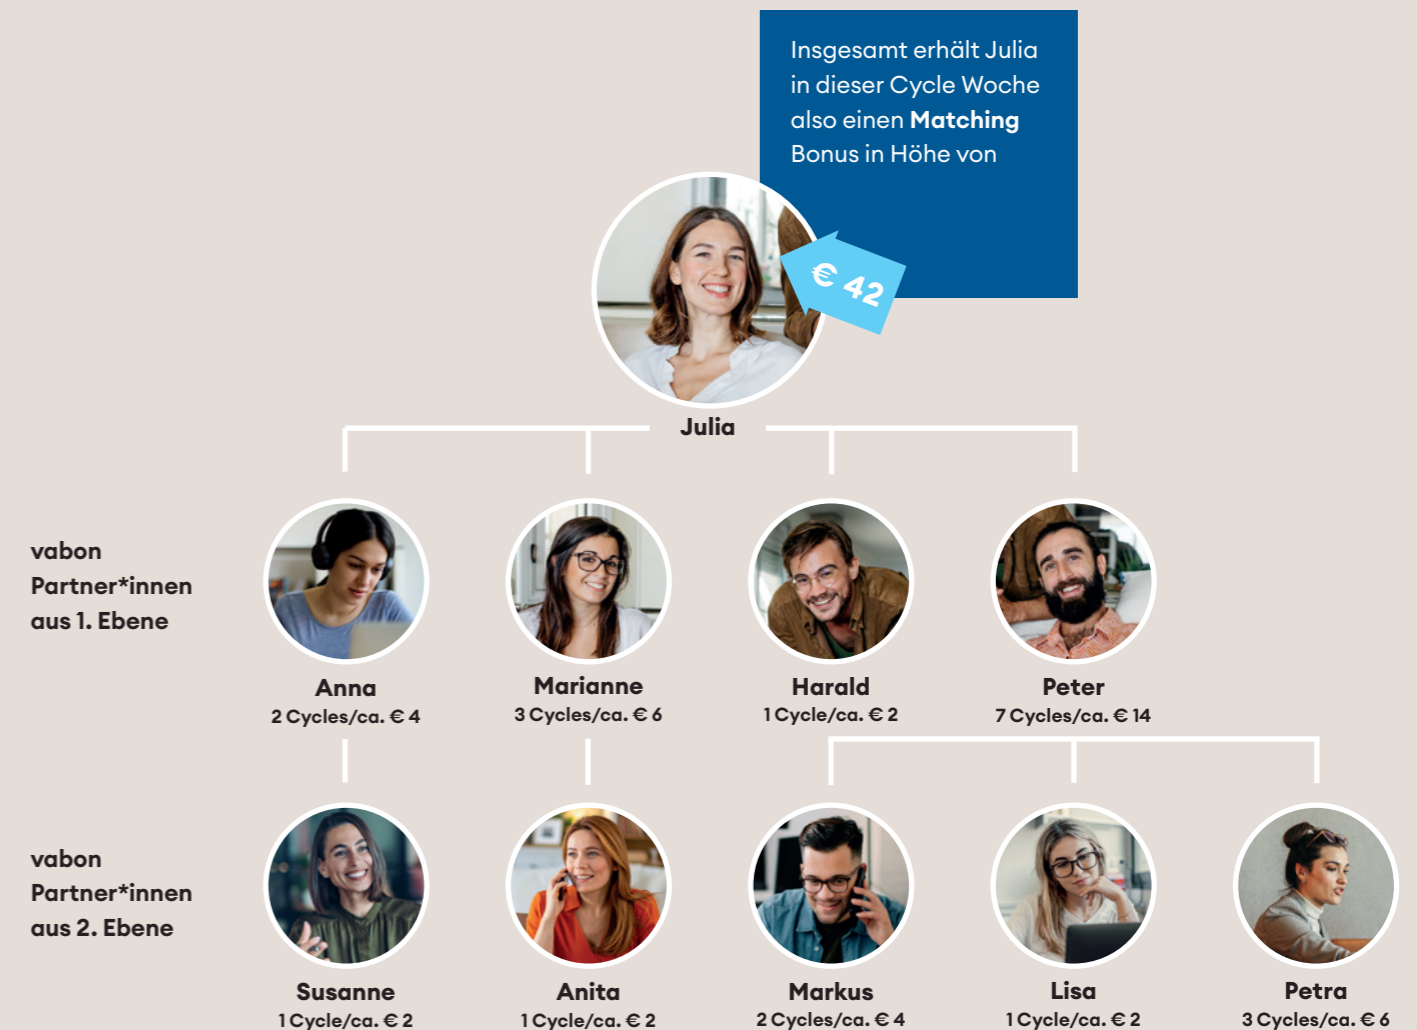 Insgesamt erhält Julia
in dieser Cycle Woche
also einen Matching
Bonus in Höhe von
€ 42
Julia
vabon
Partner*innen
aus 1. Ebene
Anna
2 Cycles/ca. € 4
Marianne
3 Cycles/ca. € 6
Harald
1 Cycle/ca. € 2
Peter
7 Cycles/ca. € 14
vabon
Partner*innen
aus 2. Ebene
Susanne
1 Cycle/ca. € 2
Anita
1 Cycle/ca. € 2
Markus
2 Cycles/ca. € 4
Lisa
1 Cycle/ca. € 2
Petra
3 Cycles/ca. € 6